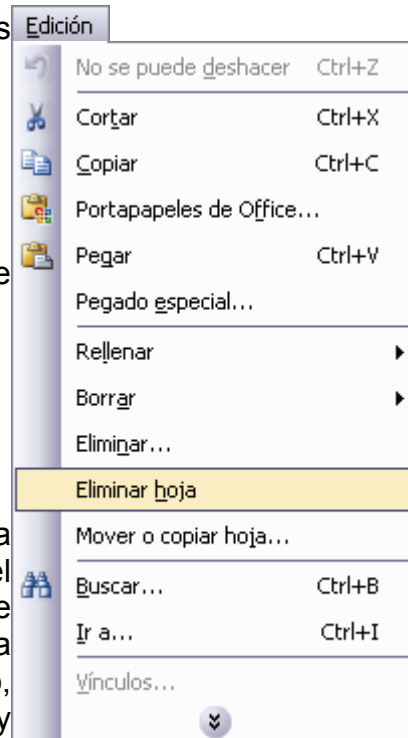 s
Edición
No se puede deshacer Ctrl+Z
Cortar Ctrl+X
Copiar Ctrl+C
Portapapeles de Office...
Pegar Ctrl+V
e
Pegado especial...
Rellenar
Borrar
Eliminar...
Eliminar hoja
a
Mover o copiar hoja...
el
Buscar... Ctrl+B
e
Ir a... Ctrl+I
a
o,
Vínculos...
y